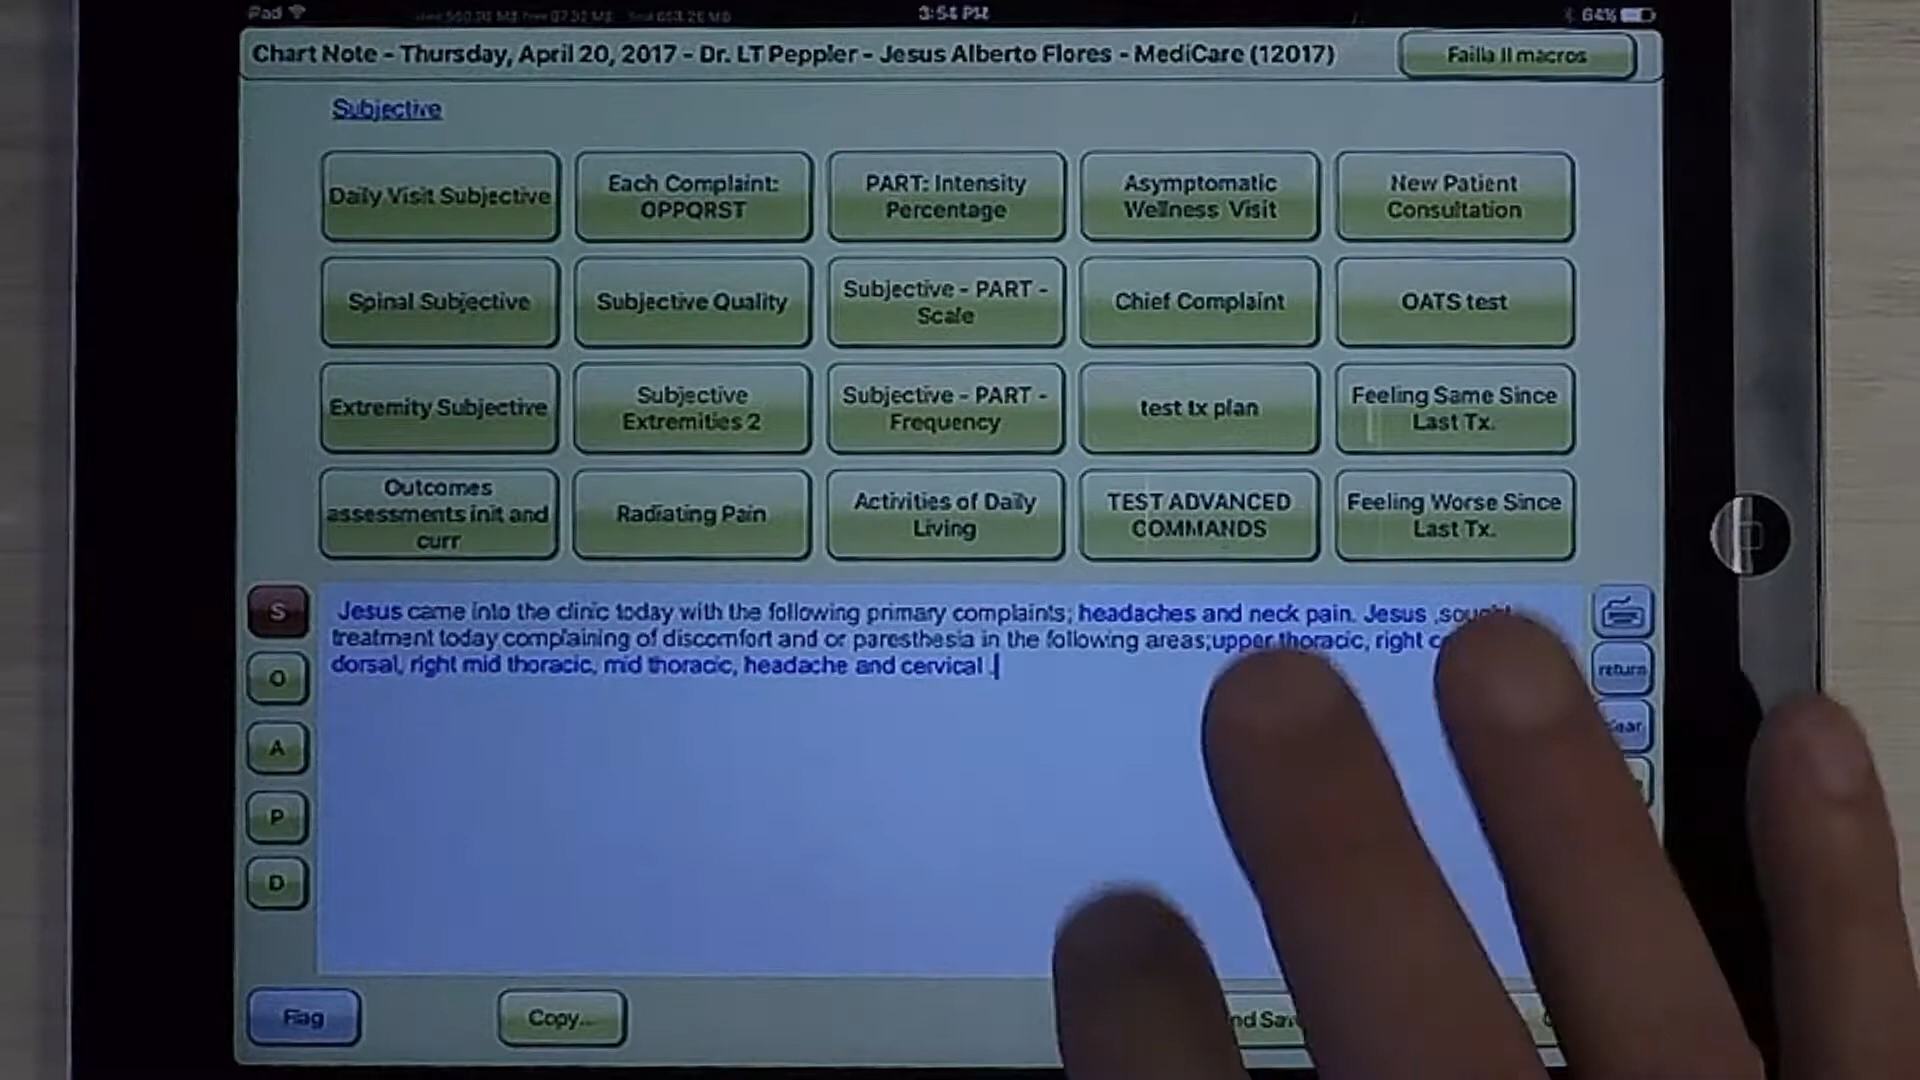 iPad
3:54 PM
64%
Chart Note - Thursday, April 20, 2017 - Dr. LT Peppler - Jesus Alberto Flores - MediCare (12017)
Failla II macros
Subjective
Daily Visit Subjective
Each Complaint:
OPPQRST
PART: Intensity
Percentage
Asymptomatic
Wellness Visit
New Patient
Consultation
Spinal Subjective
Subjective Quality
Subjective - PART -
Scale
Chief Complaint
OATS test
Extremity Subjective
Subjective
Extremities 2
Subjective - PART -
Frequency
test tx plan
Feeling Same Since
Last Tx.
Outcomes
assessments init and
curr
Radiating Pain
Activities of Daily
Living
TEST ADVANCED
COMMANDS
Feeling Worse Since
Last Tx.
S
O
A
P
D
Jesus came into the clinic today with the following primary complaints; headaches and neck pain. Jesus ,sought
treatment today complaining of discomfort and or paresthesia in the following areas;upper thoracic, right
dorsal, right mid thoracic, mid thoracic, headache and cervical .
return
Flag
Copy...